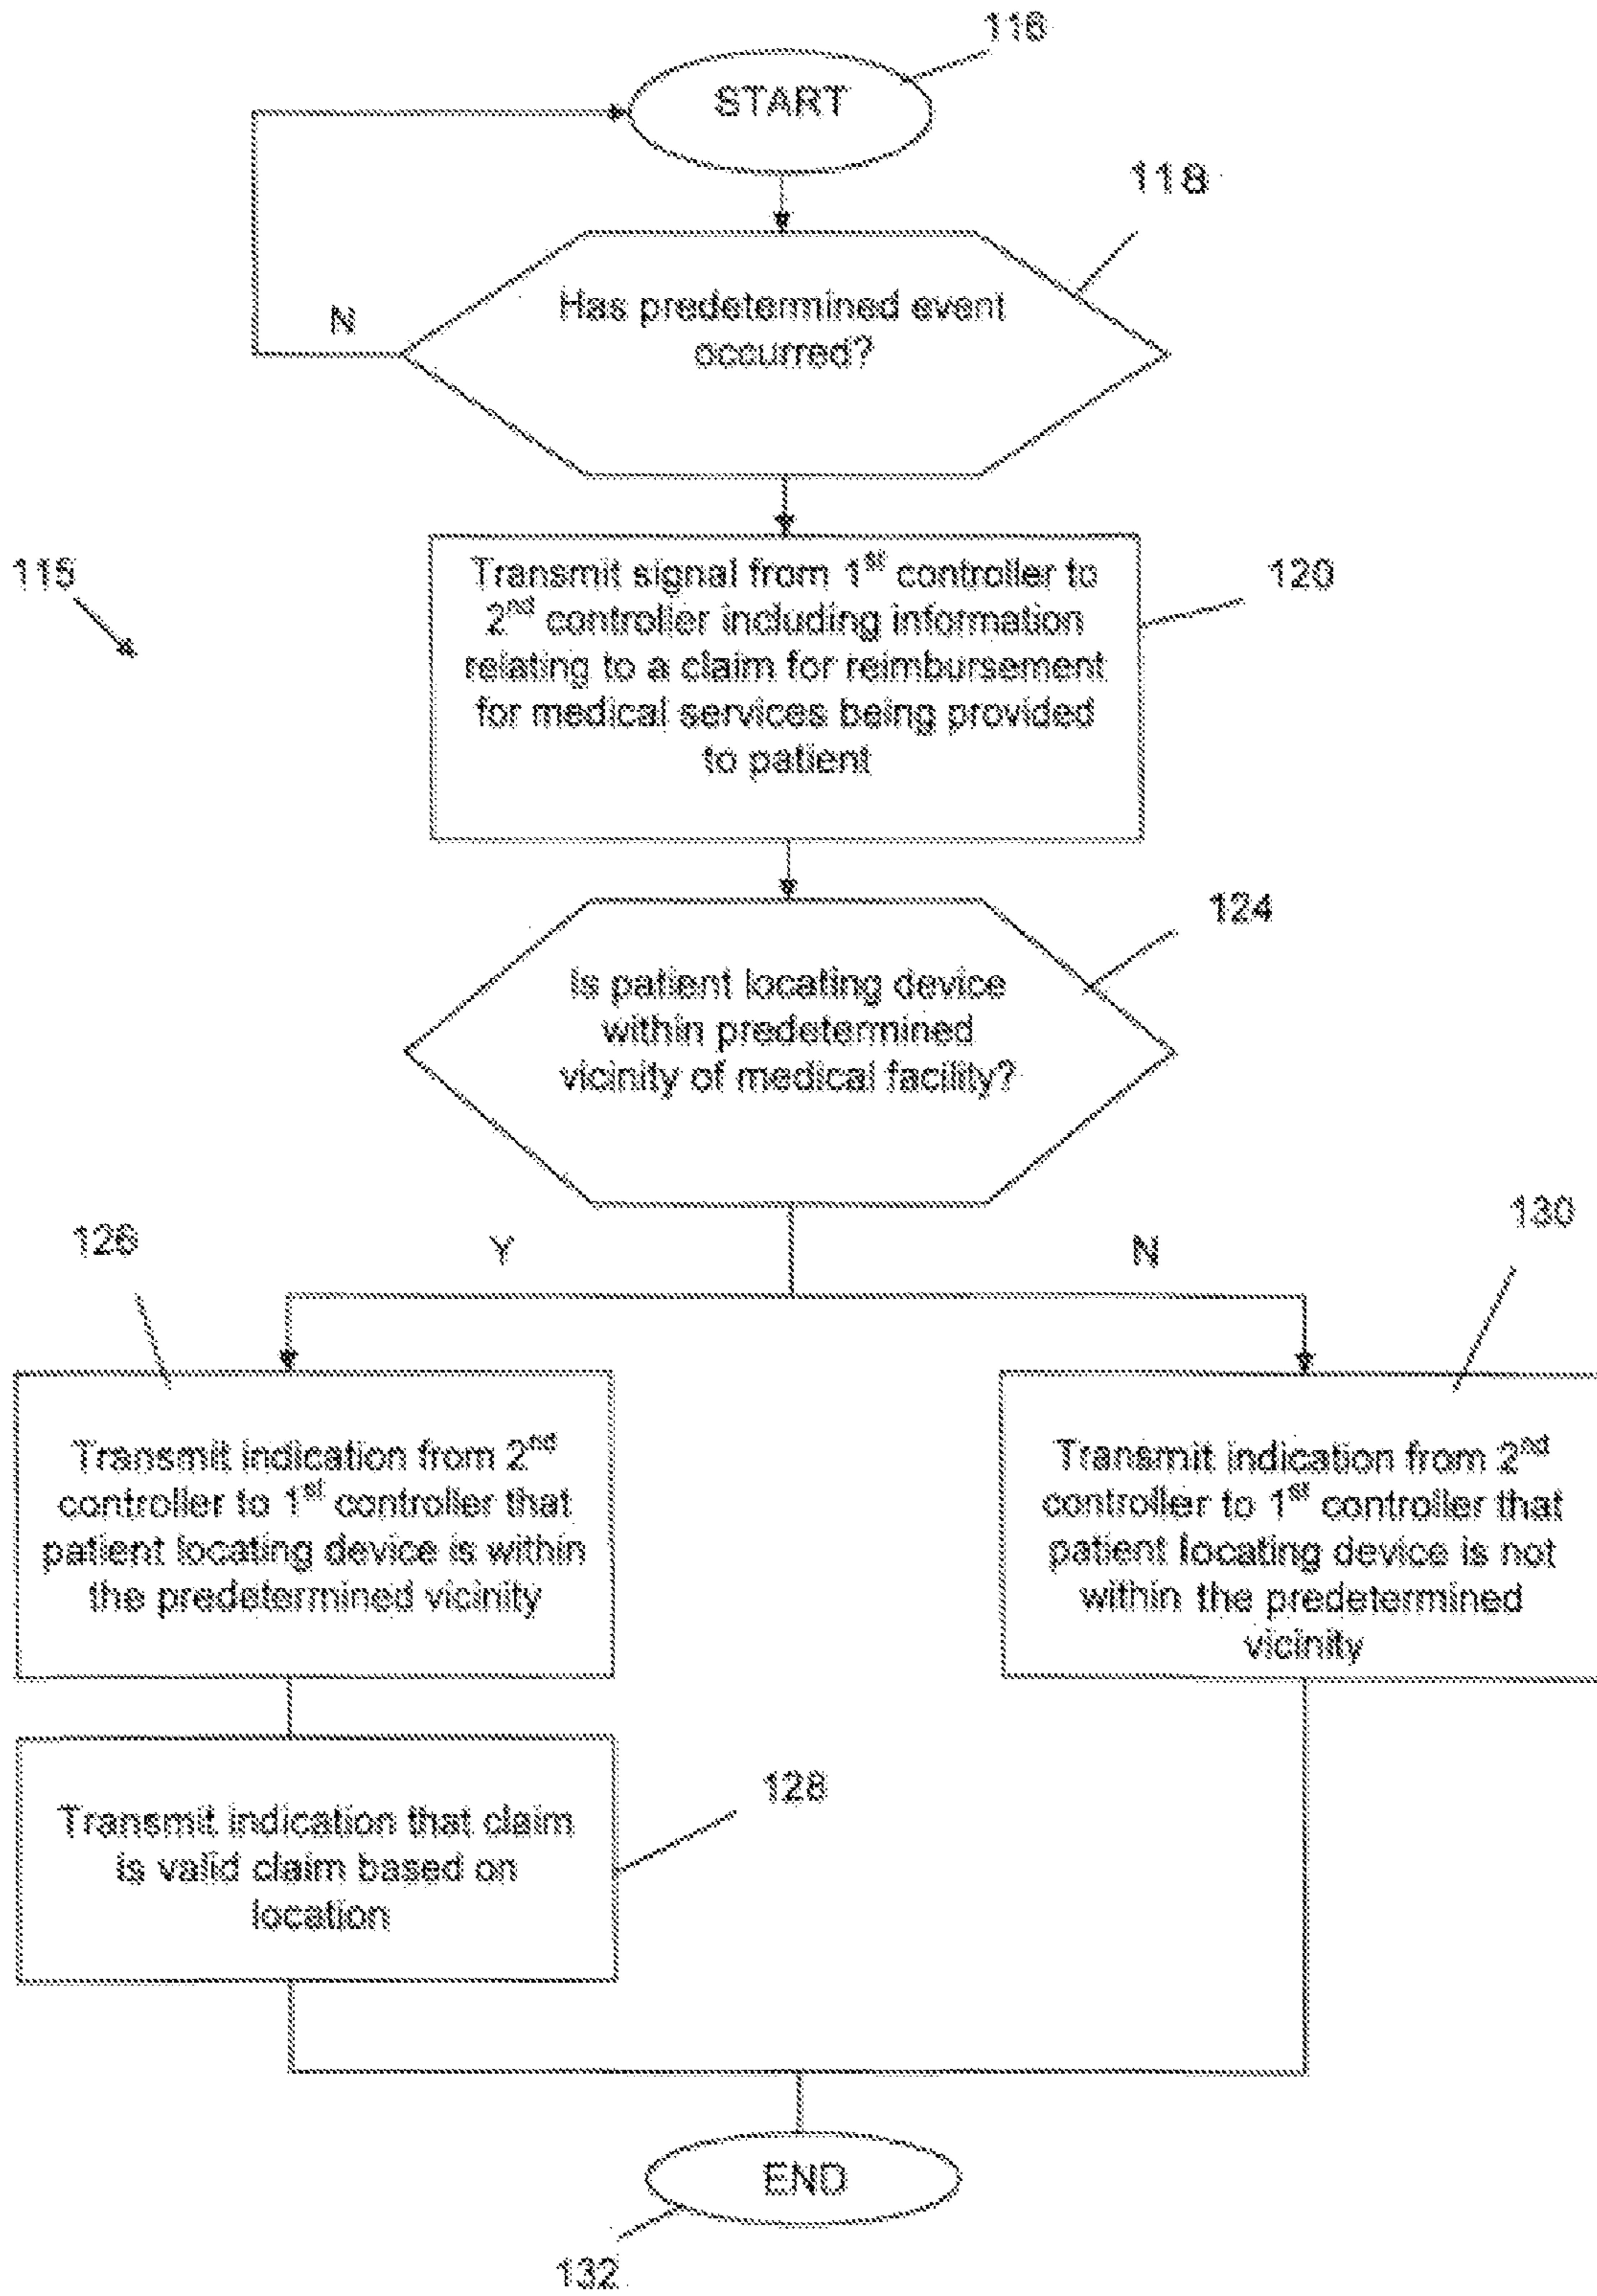 116
START
118
Has predetermined event
occurred?
N
115
Transmit signal from 1st controller to
2nd controller including information
relating to a claim for reimbursement
for medical services being provided
to patient
120
124
Is patient locating device
within predetermined
vicinity of medical facility?
126
Y
N
130
Transmit indication from 2nd
controller to 1st controller that
patient locating device is within
the predetermined vicinity
Transmit indication from 2nd
controller to 1st controller that
patient locating device is not
within the predetermined
vicinity
Transmit indication that claim
is valid claim based on
location
128
END
132